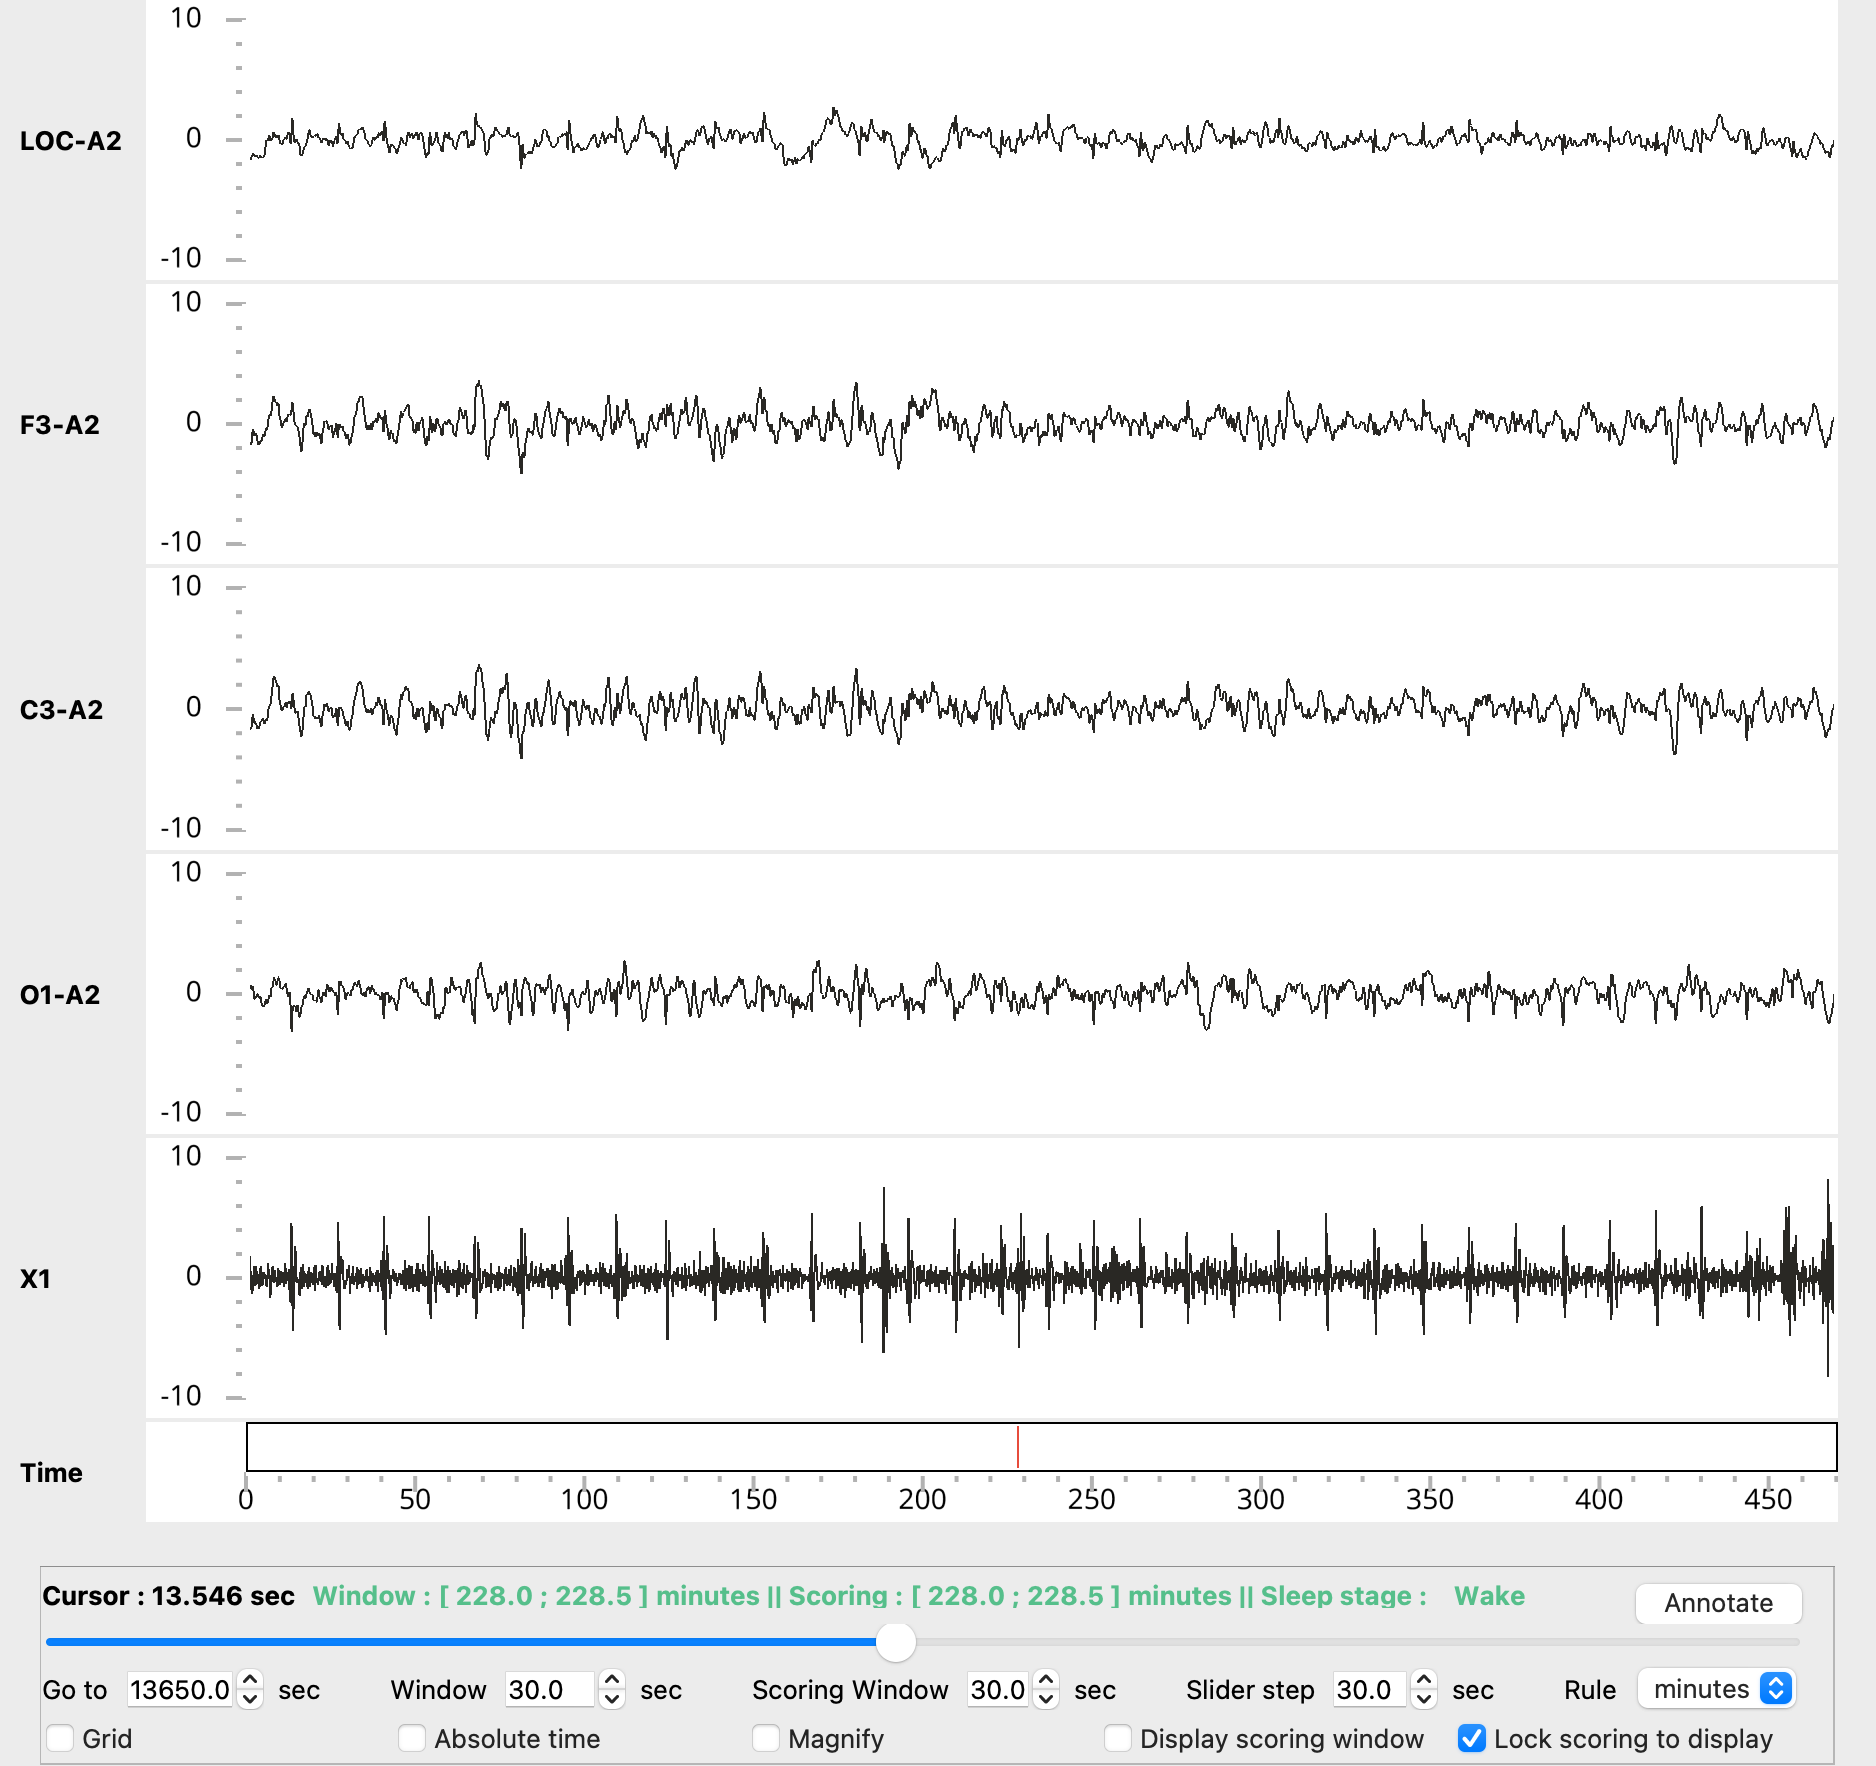 10
LOC-A2
0
-10
10
F3-A2
0
-10
10
C3-A2
0
-10
10
O1-A2
0
-10
10
X1
0
-10
Time
0 50 100 150 200 250 300 350 400 450
Cursor : 13.546 sec Window : [ 228.0 ; 228.5 ] minutes || Scoring : [ 228.0 ; 228.5 ] minutes || Sleep stage : Wake Annotate
Go to 13650.0 sec Window 30.0 sec Scoring Window 30.0 sec Slider step 30.0 sec Rule minutes
Grid Absolute time Magnify Display scoring window Lock scoring to display